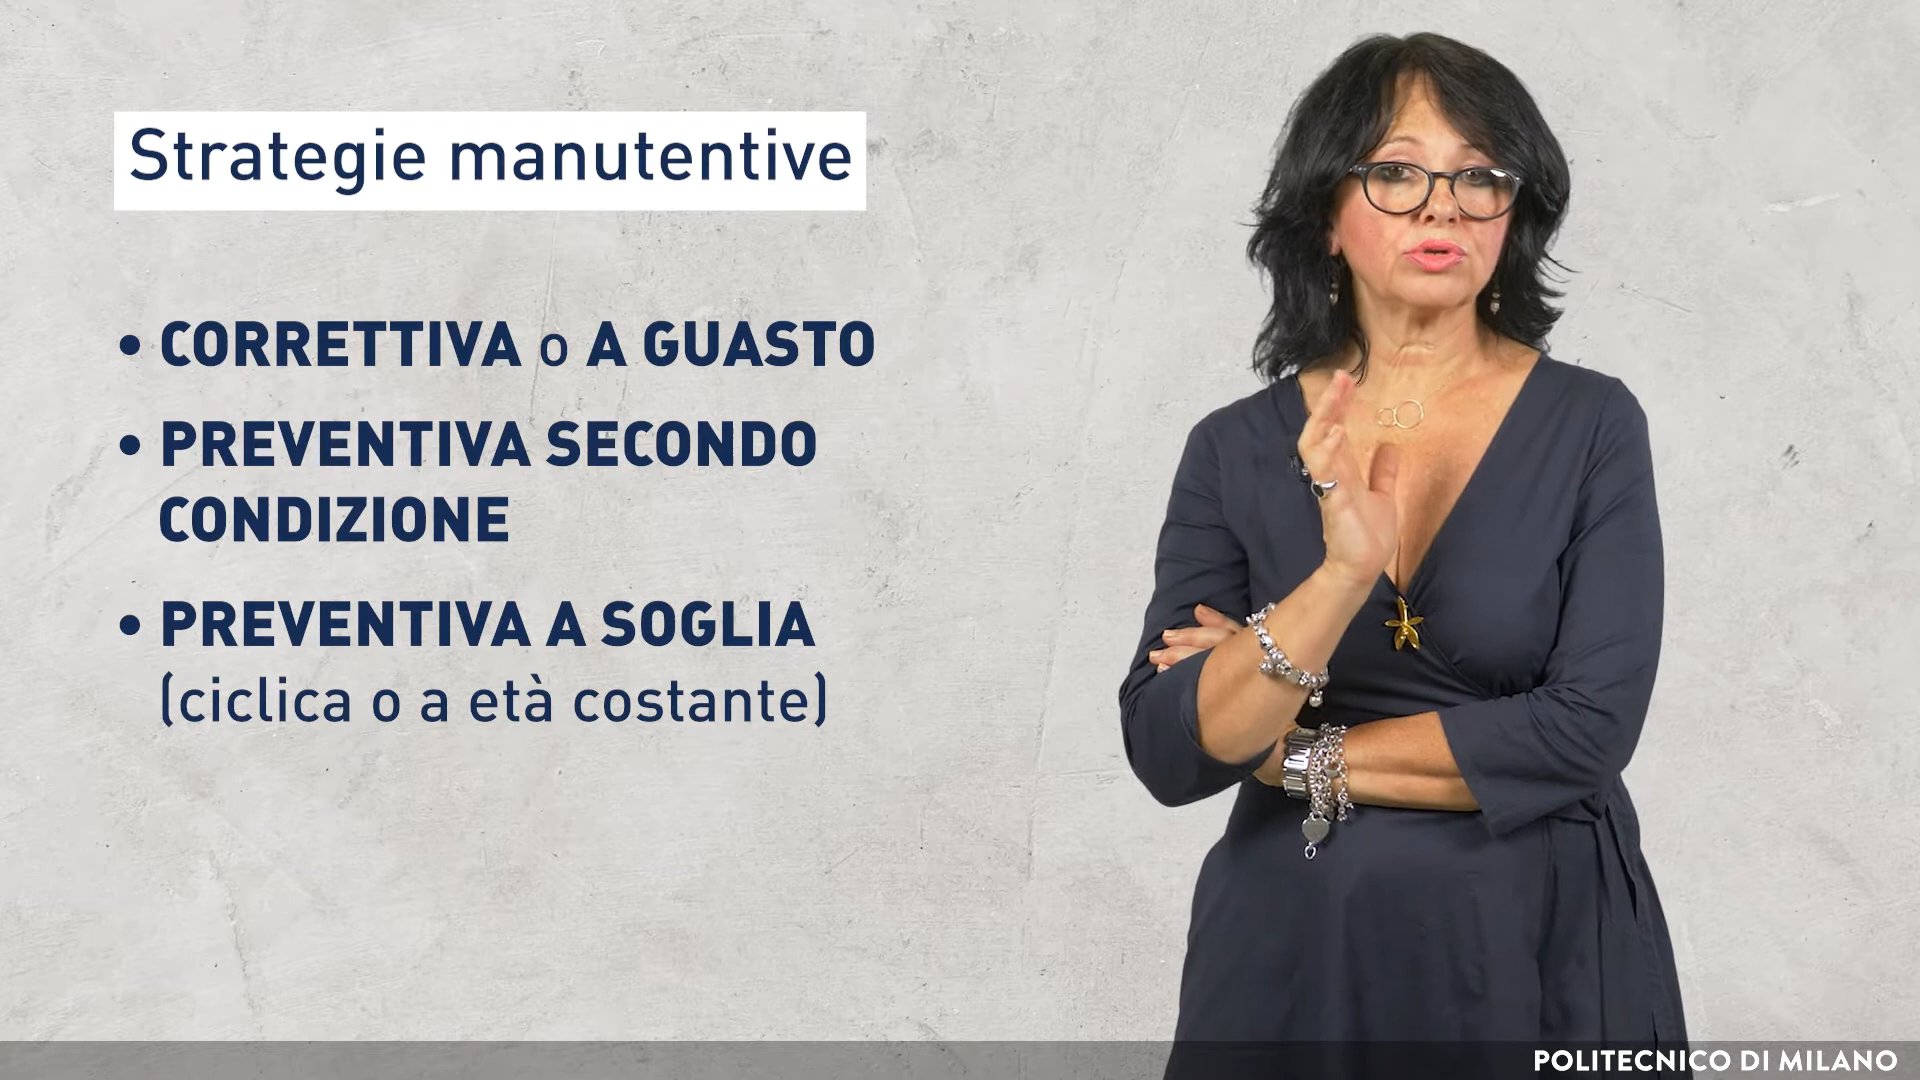 Strategie manutentive
• CORRETTIVA o A GUASTO
• PREVENTIVA SECONDO
CONDIZIONE
• PREVENTIVA A SOGLIA
(ciclica o a età costante)
POLITECNICO DI MILANO